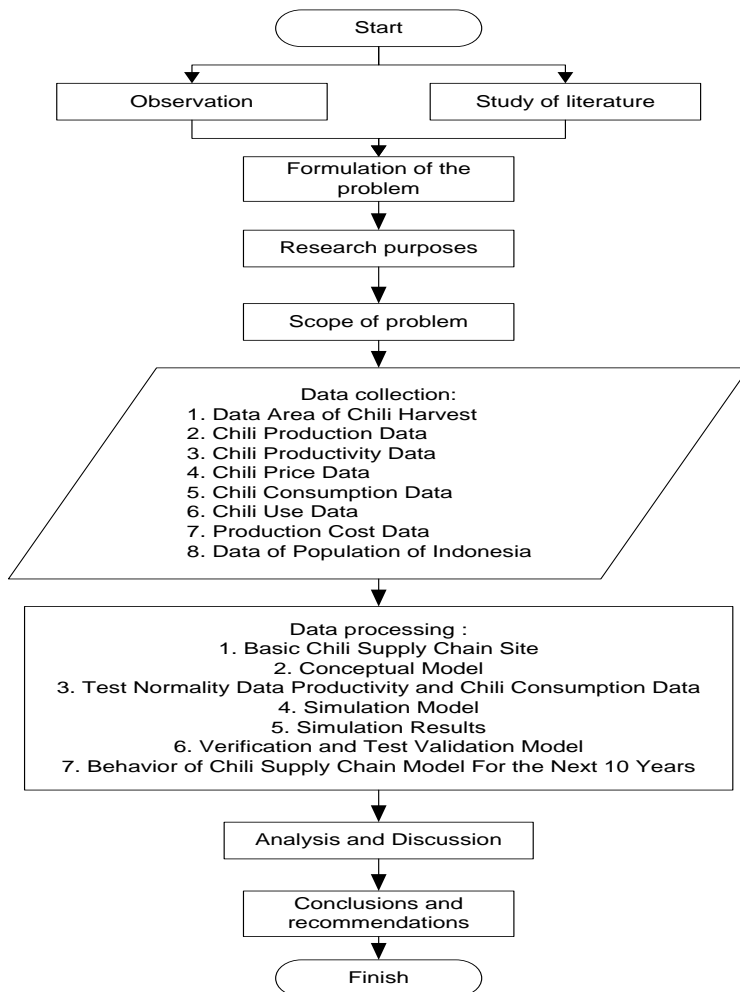 Start
Observation
Study of literature
Formulation of the
problem
Research purposes
Scope of problem
Data collection:
1. Data Area of Chili Harvest
2. Chili Production Data
3. Chili Productivity Data
4. Chili Price Data
5. Chili Consumption Data
6. Chili Use Data
7. Production Cost Data
8. Data of Population of Indonesia
Data processing :
1. Basic Chili Supply Chain Site
2. Conceptual Model
3. Test Normality Data Productivity and Chili Consumption Data
4. Simulation Model
5. Simulation Results
6. Verification and Test Validation Model
7. Behavior of Chili Supply Chain Model For the Next 10 Years
Analysis and Discussion
Conclusions and
recommendations
Finish